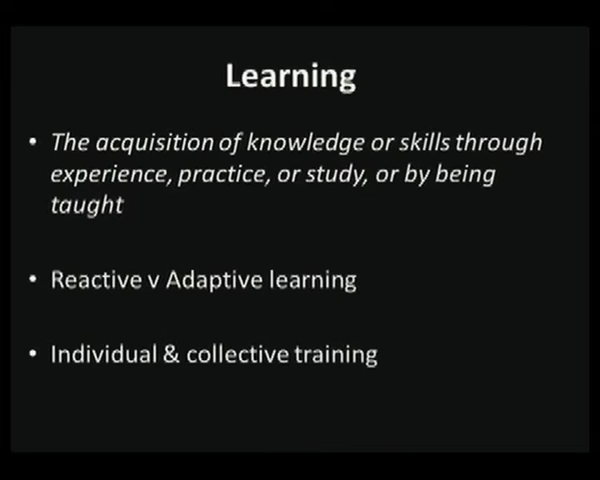 Learning
• The acquisition of knowledge or skills through
experience, practice, or study, or by being
taught
• Reactive v Adaptive learning
• Individual & collective training